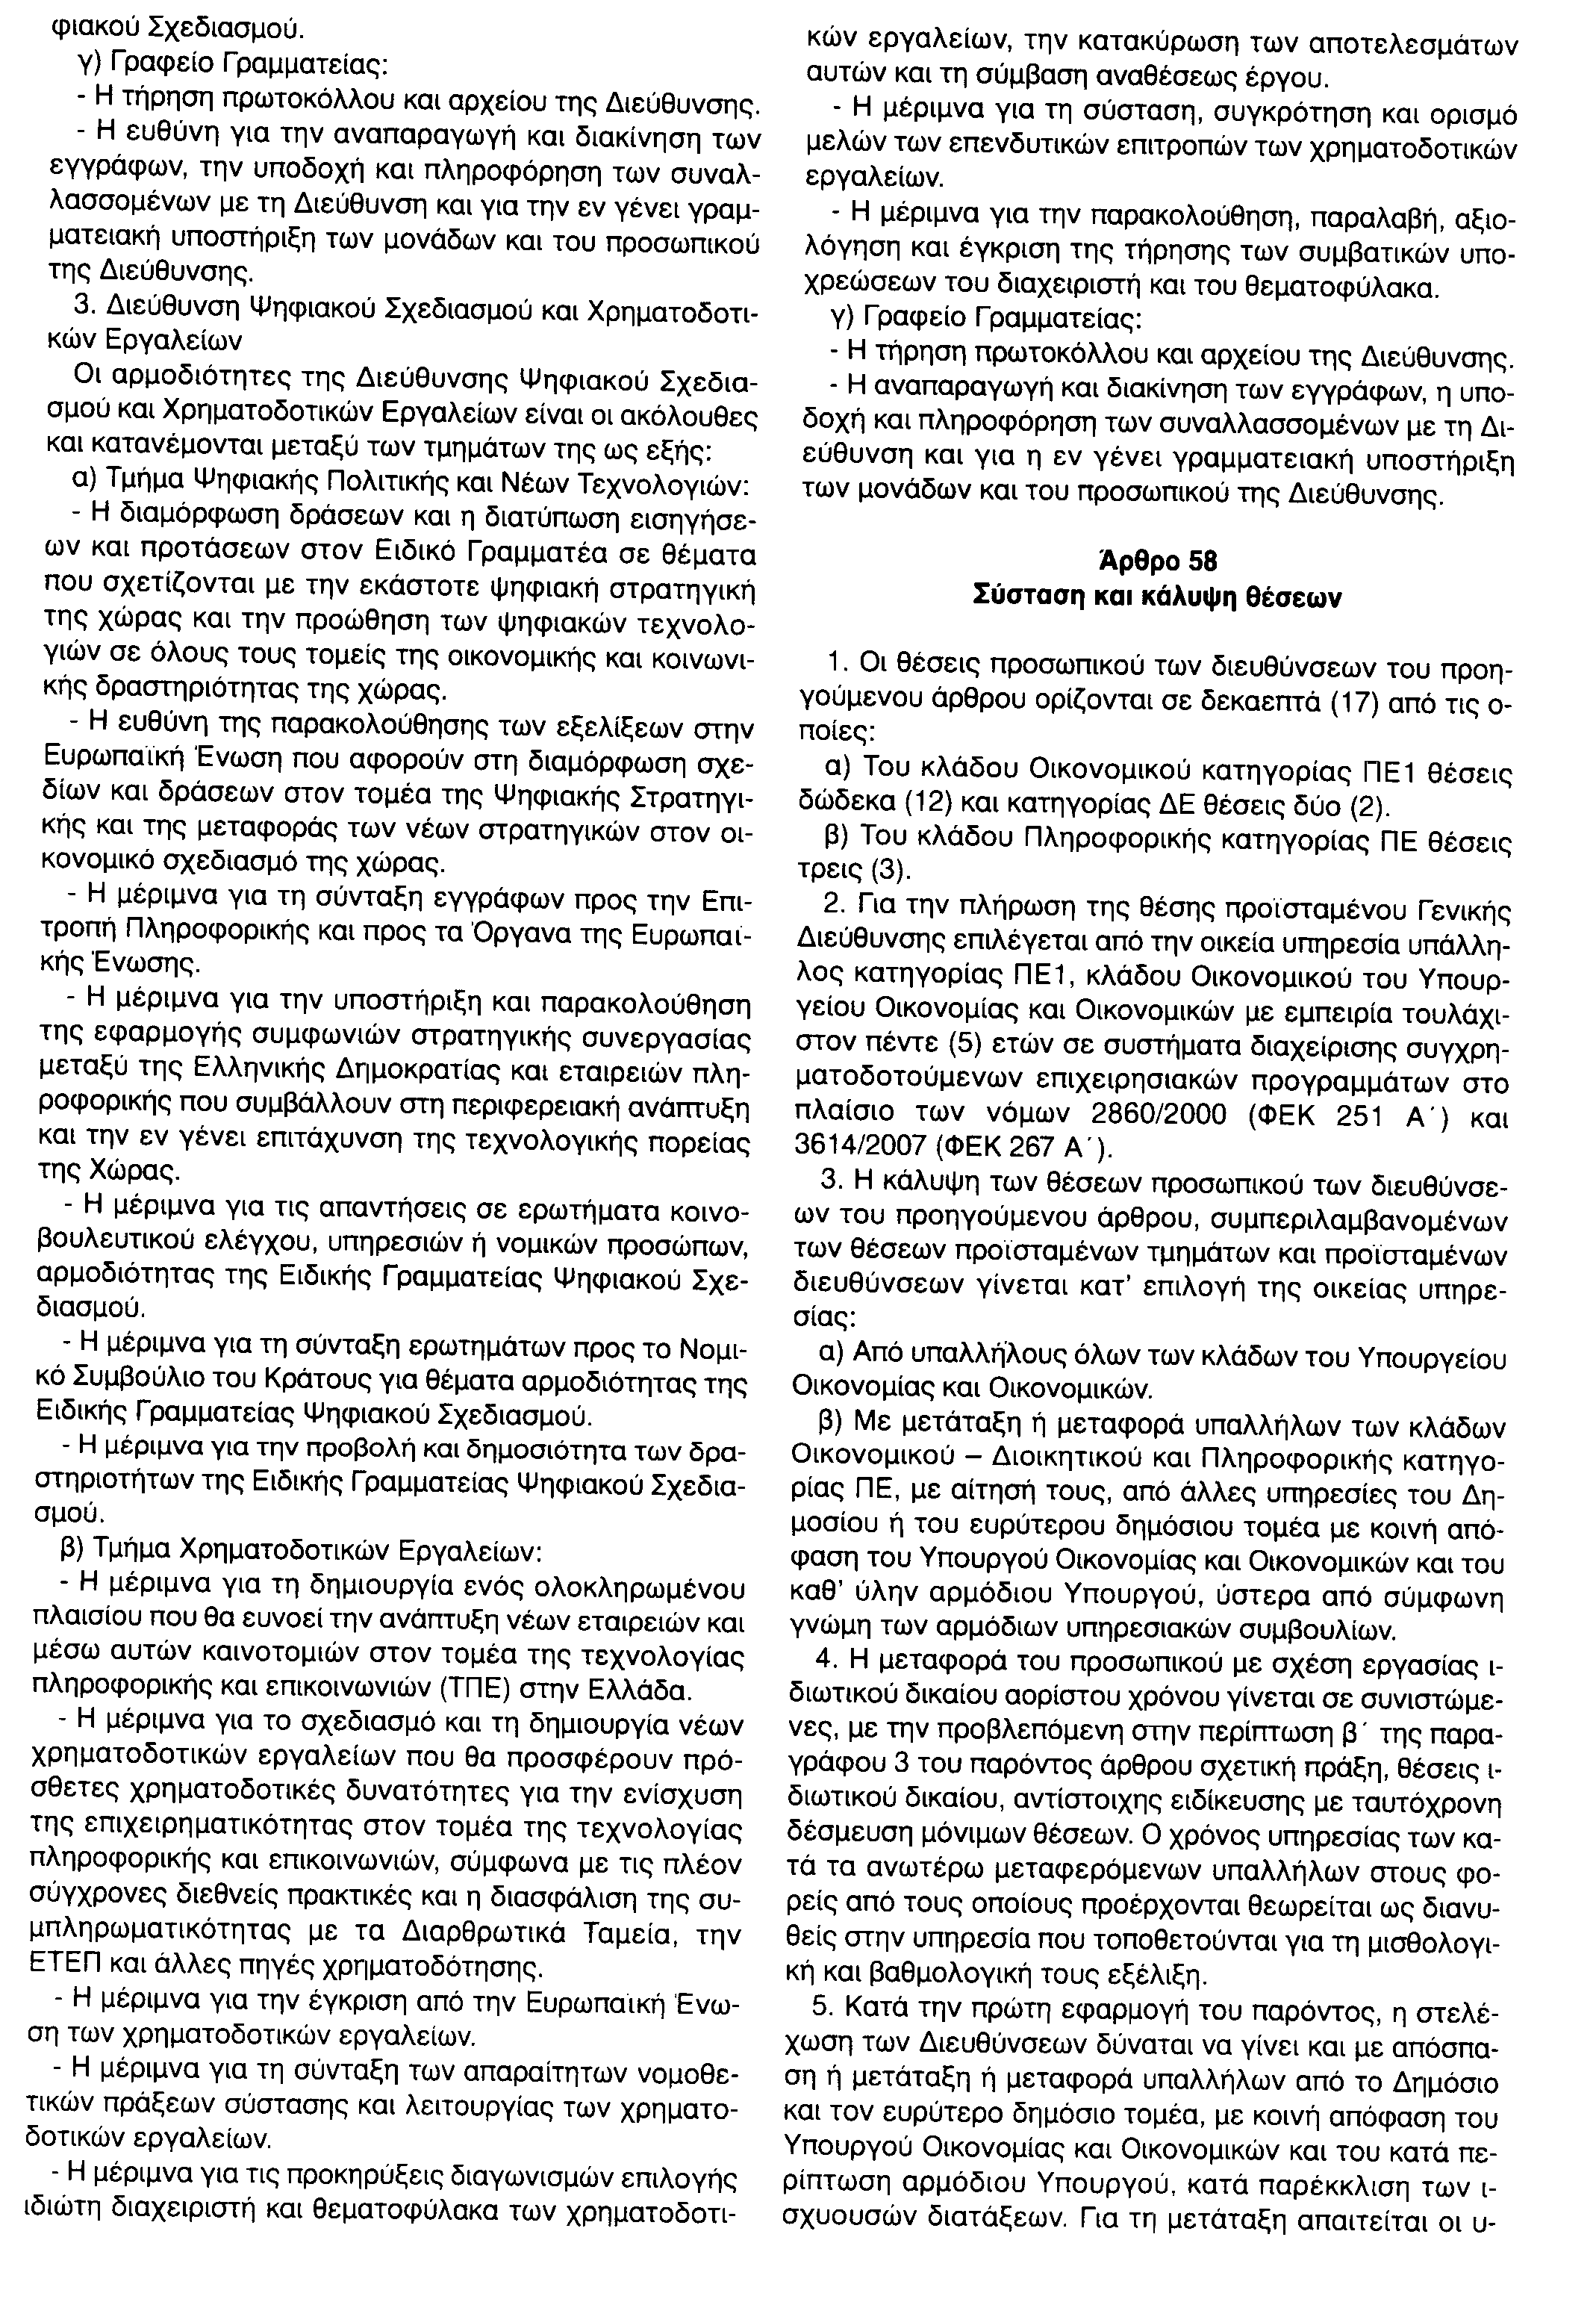 φιακού Σχεδιασμού.
γ) Γραφείο Γραμματείας:
- Η τήρηση πρωτοκόλλου και αρχείου της Διεύθυνσης.
- Η ευθύνη για την αναπαραγωγή και διακίνηση των
εγγράφων, την υποδοχή και πληροφόρηση των συναλ-
λασσομένων με τη Διεύθυνση και για την εν γένει γραμ-
ματειακή υποστήριξη των μονάδων και του προσωπικού
της Διεύθυνσης.
3. Διεύθυνση Ψηφιακού Σχεδιασμού και Χρηματοδοτι-
κών Εργαλείων
Οι αρμοδιότητες της Διεύθυνσης Ψηφιακού Σχεδια-
σμού και Χρηματοδοτικών Εργαλείων είναι οι ακόλουθες
και κατανέμονται μεταξύ των τμημάτων της ως εξής:
α) Τμήμα Ψηφιακής Πολιτικής και Νέων Τεχνολογιών:
- Η διαμόρφωση δράσεων και η διατύπωση εισηγήσε-
ων και προτάσεων στον Ειδικό Γραμματέα σε θέματα
που σχετίζονται με την εκάστοτε ψηφιακή στρατηγική
της χώρας και την προώθηση των ψηφιακών τεχνολο-
γιών σε όλους τους τομείς της οικονομικής και κοινωνι-
κής δραστηριότητας της χώρας.
- Η ευθύνη της παρακολούθησης των εξελίξεων στην
Ευρωπαϊκή Ένωση που αφορούν στη διαμόρφωση σχε-
δίων και δράσεων στον τομέα της Ψηφιακής Στρατηγι-
κής και της μεταφοράς των νέων στρατηγικών στον οι-
κονομικό σχεδιασμό της χώρας.
- Η μέριμνα για τη σύνταξη εγγράφων προς την Επι-
τροπή Πληροφορικής και προς τα Όργανα της Ευρωπαϊ-
κής Ένωσης.
- Η μέριμνα για την υποστήριξη και παρακολούθηση
της εφαρμογής συμφωνιών στρατηγικής συνεργασίας
μεταξύ της Ελληνικής Δημοκρατίας και εταιρειών πλη-
ροφορικής που συμβάλλουν στη περιφερειακή ανάπτυξη
και την εν γένει επιτάχυνση της τεχνολογικής πορείας
της Χώρας.
- Η μέριμνα για τις απαντήσεις σε ερωτήματα κοινο-
βουλευτικού ελέγχου, υπηρεσιών ή νομικών προσώπων,
αρμοδιότητας της Ειδικής Γραμματείας Ψηφιακού Σχε-
διασμού.
- Η μέριμνα για τη σύνταξη ερωτημάτων προς το Νομι-
κό Συμβούλιο του Κράτους για θέματα αρμοδιότητας της
Ειδικής Γραμματείας Ψηφιακού Σχεδιασμού.
- Η μέριμνα για την προβολή και δημοσιότητα των δρα-
στηριοτήτων της Ειδικής Γραμματείας Ψηφιακού Σχεδια-
σμού.
β) Τμήμα Χρηματοδοτικών Εργαλείων:
- Η μέριμνα για τη δημιουργία ενός ολοκληρωμένου
πλαισίου που θα ευνοεί την ανάπτυξη νέων εταιρειών και
μέσω αυτών καινοτομιών στον τομέα της τεχνολογίας
πληροφορικής και επικοινωνιών (ΤΠΕ) στην Ελλάδα.
- Η μέριμνα για το σχεδιασμό και τη δημιουργία νέων
χρηματοδοτικών εργαλείων που θα προσφέρουν πρό-
σθετες χρηματοδοτικές δυνατότητες για την ενίσχυση
της επιχειρηματικότητας στον τομέα της τεχνολογίας
πληροφορικής και επικοινωνιών, σύμφωνα με τις πλέον
σύγχρονες διεθνείς πρακτικές και η διασφάλιση της συ-
μπληρωματικότητας με τα Διαρθρωτικά Ταμεία, την
ΕΤΕΠ και άλλες πηγές χρηματοδότησης.
- Η μέριμνα για την έγκριση από την Ευρωπαϊκή Ένω-
ση των χρηματοδοτικών εργαλείων.
- Η μέριμνα για τη σύνταξη των απαραίτητων νομοθε-
τικών πράξεων σύστασης και λειτουργίας των χρηματο-
δοτικών εργαλείων.
- Η μέριμνα για τις προκηρύξεις διαγωνισμών επιλογής
ιδιώτη διαχειριστή και θεματοφύλακα των χρηματοδοτι-
κών εργαλείων, την κατακύρωση των αποτελεσμάτων
αυτών και τη σύμβαση αναθέσεως έργου.
- Η μέριμνα για τη σύσταση, συγκρότηση και ορισμό
μελών των επενδυτικών επιτροπών των χρηματοδοτικών
εργαλείων.
- Η μέριμνα για την παρακολούθηση, παραλαβή, αξιο-
λόγηση και έγκριση της τήρησης των συμβατικών υπο-
χρεώσεων του διαχειριστή και του θεματοφύλακα.
γ) Γραφείο Γραμματείας:
- Η τήρηση πρωτοκόλλου και αρχείου της Διεύθυνσης.
- Η αναπαραγωγή και διακίνηση των εγγράφων, η υπο-
δοχή και πληροφόρηση των συναλλασσομένων με τη Δι-
εύθυνση και για η εν γένει γραμματειακή υποστήριξη
των μονάδων και του προσωπικού της Διεύθυνσης.
Άρθρο 58
Σύσταση και κάλυψη θέσεων
1. Οι θέσεις προσωπικού των διευθύνσεων του προη-
γούμενου άρθρου ορίζονται σε δεκαεπτά (17) από τις ο-
ποίες:
α) Του κλάδου Οικονομικού κατηγορίας ΠΕ1 θέσεις
δώδεκα (12) και κατηγορίας ΔΕ θέσεις δύο (2).
β) Του κλάδου Πληροφορικής κατηγορίας ΠΕ θέσεις
τρεις (3).
2. Για την πλήρωση της θέσης προϊσταμένου Γενικής
Διεύθυνσης επιλέγεται από την οικεία υπηρεσία υπάλλη-
λος κατηγορίας ΠΕ1, κλάδου Οικονομικού του Υπουρ-
γείου Οικονομίας και Οικονομικών με εμπειρία τουλάχι-
στον πέντε (5) ετών σε συστήματα διαχείρισης συγχρη-
ματοδοτούμενων επιχειρησιακών προγραμμάτων στο
πλαίσιο των νόμων 2860/2000 (ΦΕΚ 251 Α΄) και
3614/2007 (ΦΕΚ 267 Α΄).
3. Η κάλυψη των θέσεων προσωπικού των διευθύνσε-
ων του προηγούμενου άρθρου, συμπεριλαμβανομένων
των θέσεων προϊσταμένων τμημάτων και προϊσταμένων
διευθύνσεων γίνεται κατ’ επιλογή της οικείας υπηρε-
σίας:
α) Από υπαλλήλους όλων των κλάδων του Υπουργείου
Οικονομίας και Οικονομικών.
β) Με μετάταξη ή μεταφορά υπαλλήλων των κλάδων
Οικονομικού – Διοικητικού και Πληροφορικής κατηγο-
ρίας ΠΕ, με αίτησή τους, από άλλες υπηρεσίες του Δη-
μοσίου ή του ευρύτερου δημόσιου τομέα με κοινή από-
φαση του Υπουργού Οικονομίας και Οικονομικών και του
καθ’ ύλην αρμόδιου Υπουργού, ύστερα από σύμφωνη
γνώμη των αρμόδιων υπηρεσιακών συμβουλίων.
4. Η μεταφορά του προσωπικού με σχέση εργασίας ι-
διωτικού δικαίου αορίστου χρόνου γίνεται σε συνιστώμε-
νες, με την προβλεπόμενη στην περίπτωση β΄ της παρα-
γράφου 3 του παρόντος άρθρου σχετική πράξη, θέσεις ι-
διωτικού δικαίου, αντίστοιχης ειδίκευσης με ταυτόχρονη
δέσμευση μόνιμων θέσεων. Ο χρόνος υπηρεσίας των κα-
τά τα ανωτέρω μεταφερόμενων υπαλλήλων στους φο-
ρείς από τους οποίους προέρχονται θεωρείται ως διανυ-
θείς στην υπηρεσία που τοποθετούνται για τη μισθολογι-
κή και βαθμολογική τους εξέλιξη.
5. Κατά την πρώτη εφαρμογή του παρόντος, η στελέ-
χωση των Διευθύνσεων δύναται να γίνει και με απόσπα-
ση ή μετάταξη ή μεταφορά υπαλλήλων από το Δημόσιο
και τον ευρύτερο δημόσιο τομέα, με κοινή απόφαση του
Υπουργού Οικονομίας και Οικονομικών και του κατά πε-
ρίπτωση αρμόδιου Υπουργού, κατά παρέκκλιση των ι-
σχυουσών διατάξεων. Για τη μετάταξη απαιτείται οι υ-